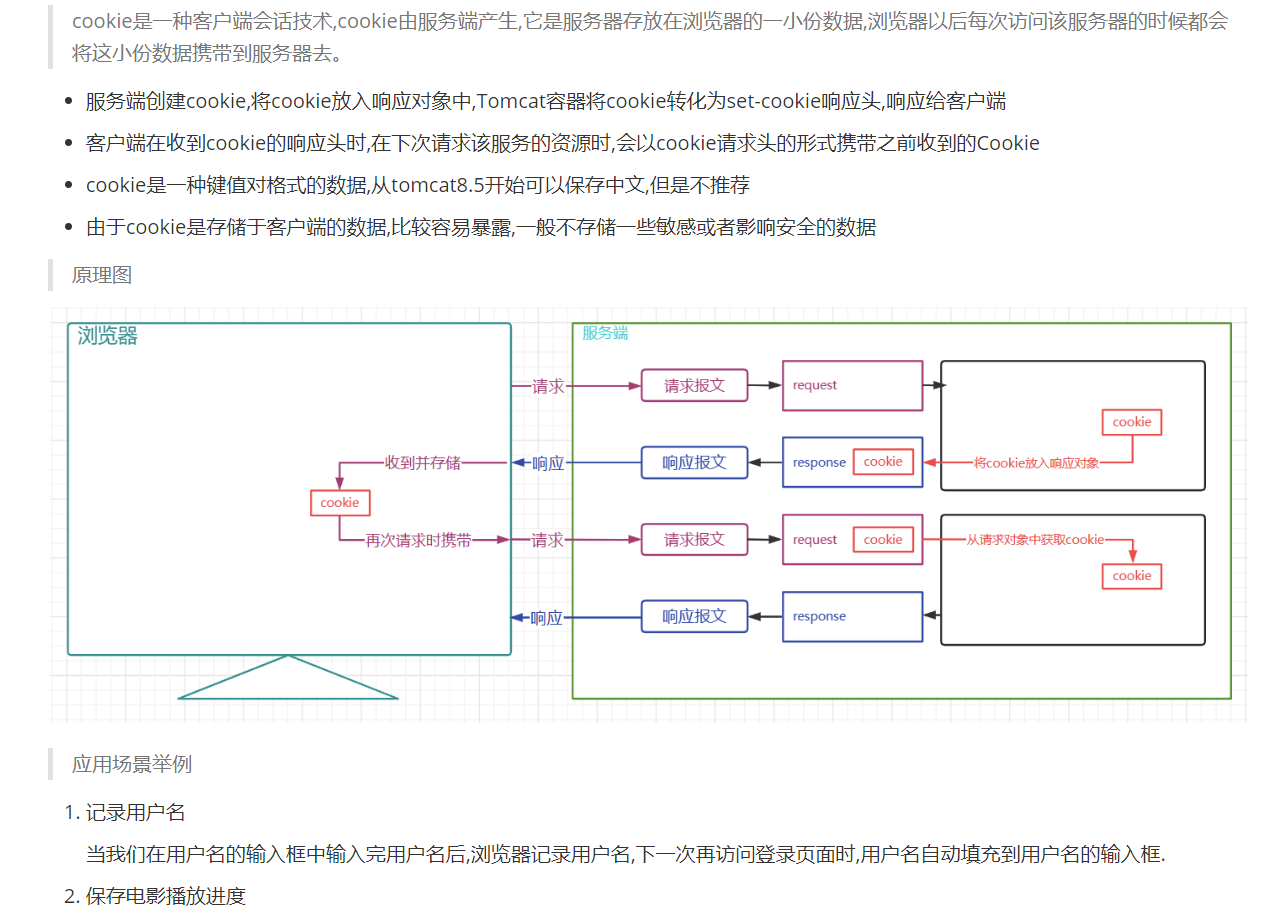 cookie是一种客户端会话技术,cookie由服务端产生,它是服务器存放在浏览器的一小份数据,浏览器以后每次访问该服务器的时候都会
将这小份数据携带到服务器去。
服务端创建cookie,将cookie放入响应对象中,Tomcat容器将cookie转化为set-cookie响应头,响应给客户端
客户端在收到cookie的响应头时,在下次请求该服务的资源时,会以cookie请求头的形式携带之前收到的Cookie
cookie是一种键值对格式的数据,从tomcat8.5开始可以保存中文,但是不推荐
由于cookie是存储于客户端的数据,比较容易暴露,一般不存储一些敏感或者影响安全的数据
原理图
浏览器
服务端
请求
请求报文
request
cookie
收到并存储
响应
响应报文
response
cookie
将cookie放入响应对象
cookie
再次请求时携带
请求
请求报文
request
cookie
从请求对象中获取cookie
cookie
响应
响应报文
response
应用场景举例
1. 记录用户名
当我们在用户名的输入框中输入完用户名后,浏览器记录用户名,下一次再访问登录页面时,用户名自动填充到用户名的输入框.
2. 保存电影播放进度